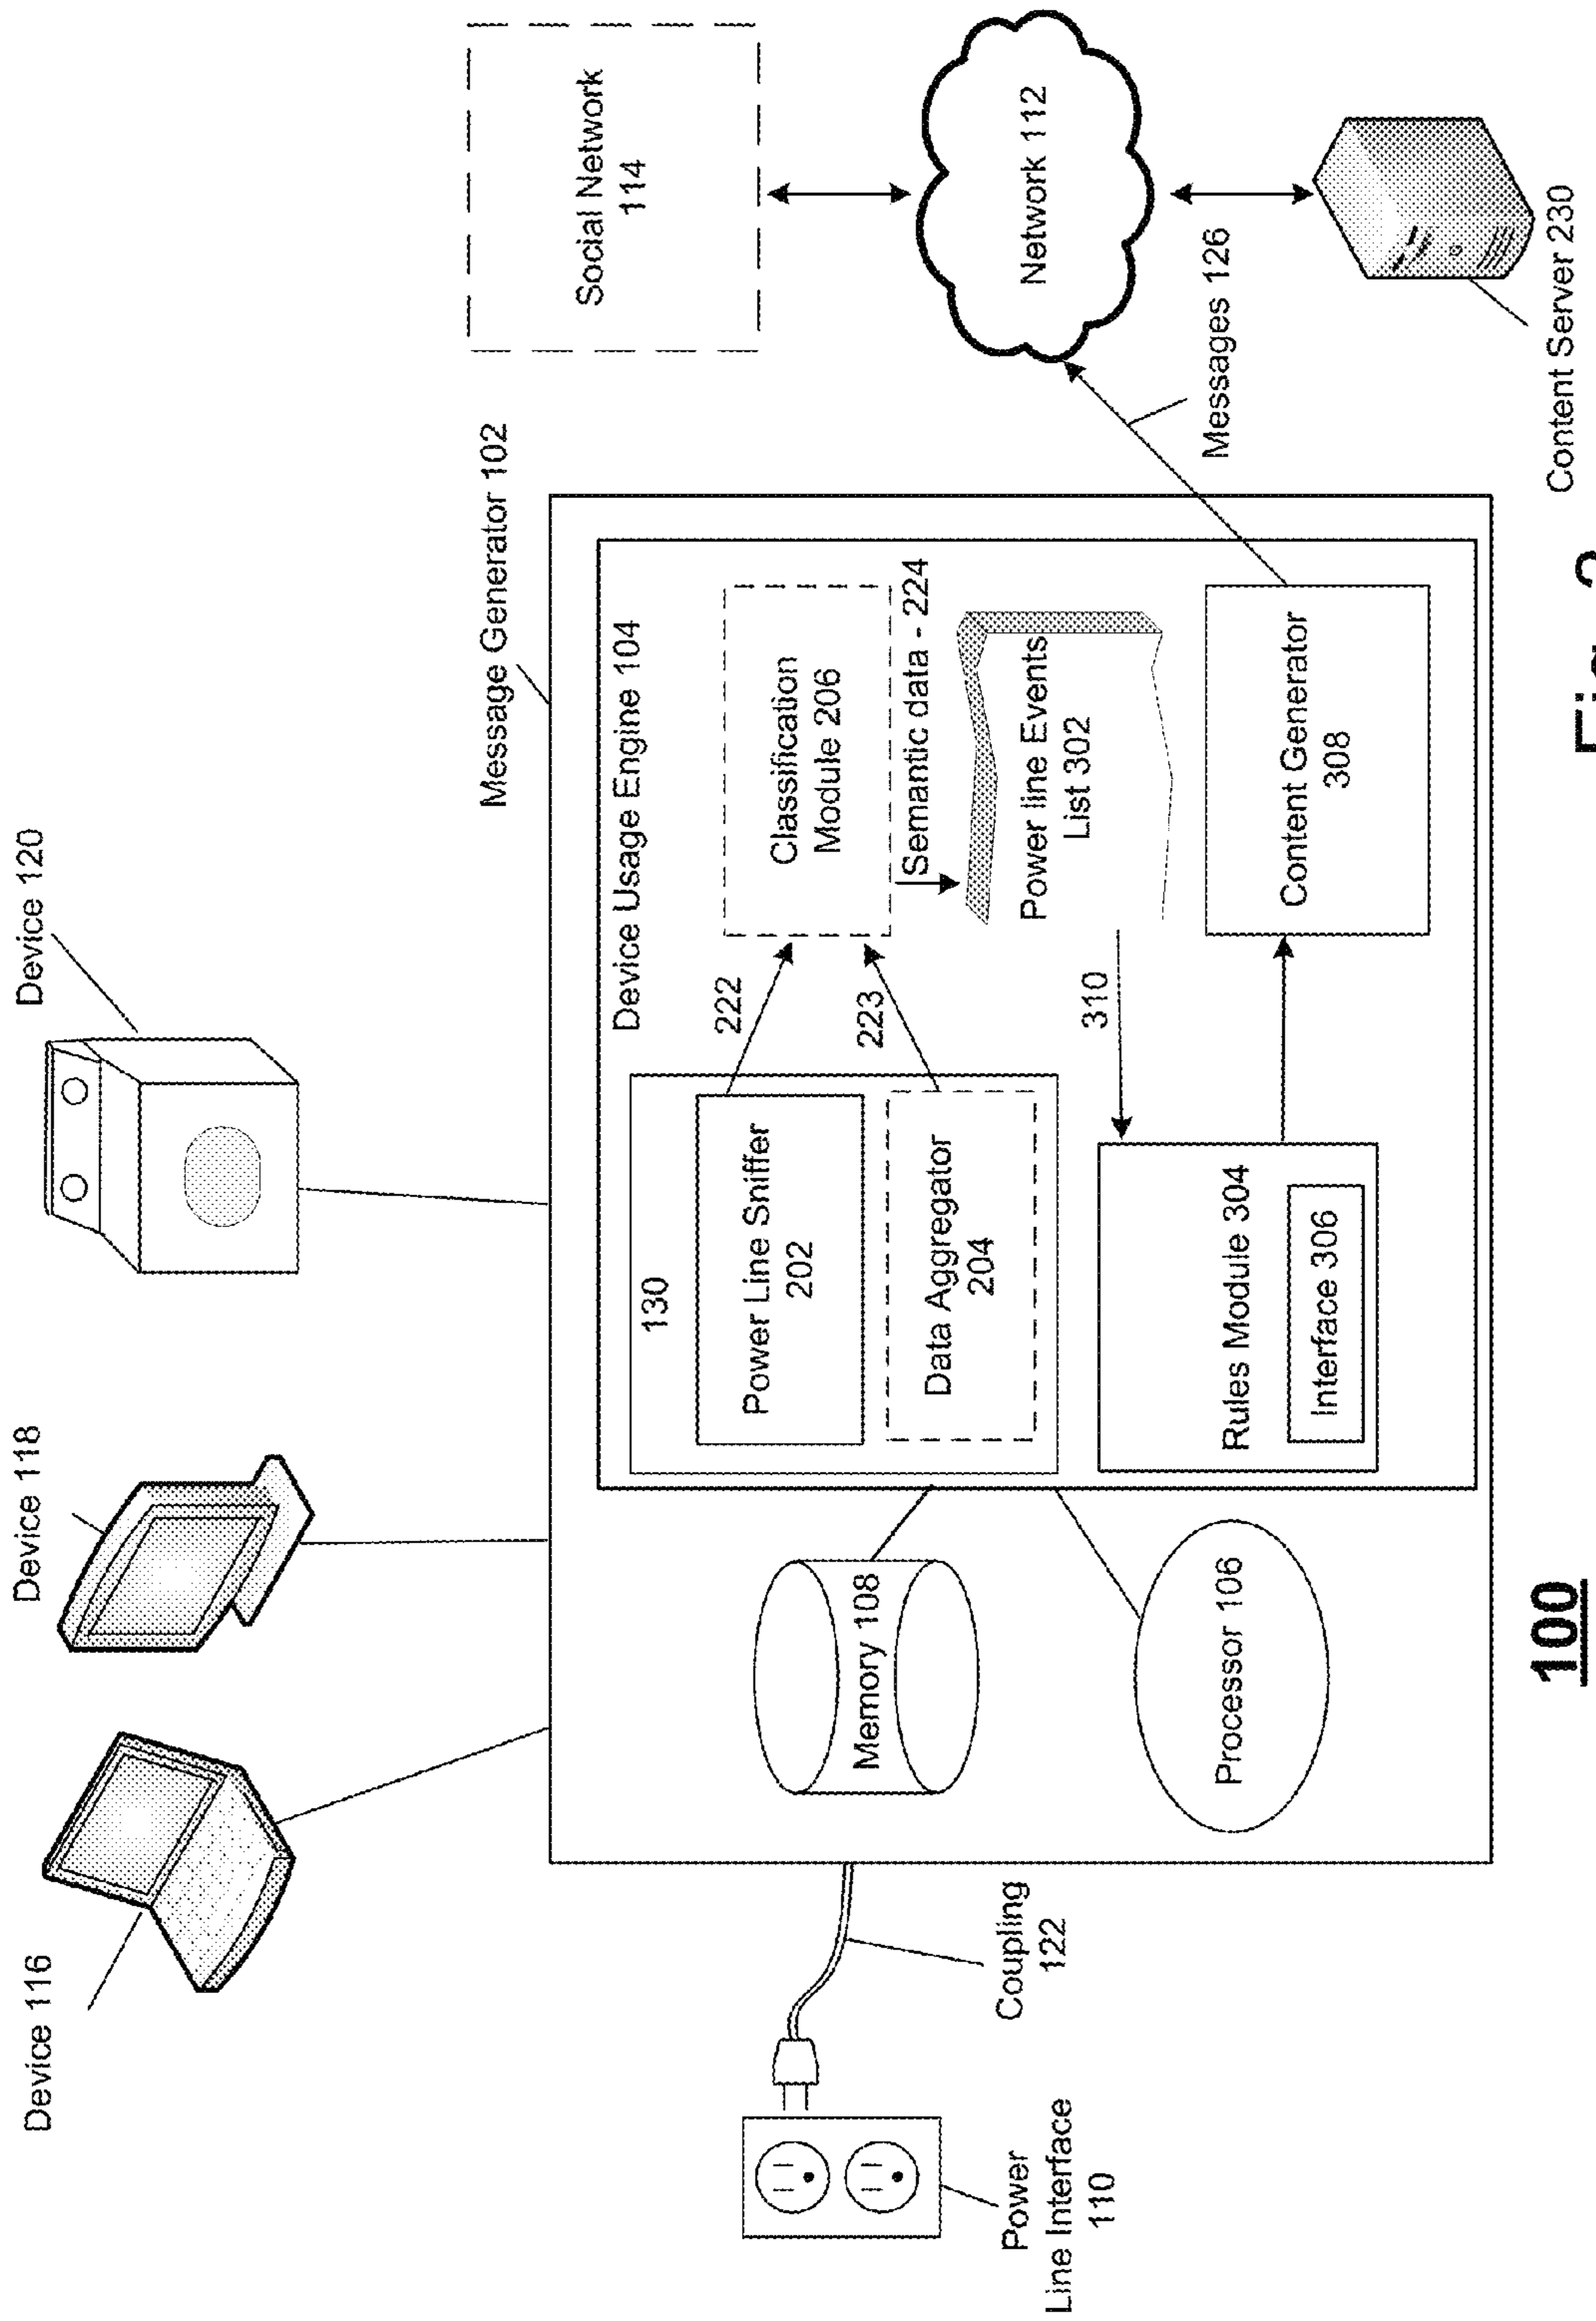 Device 116
Device 118
Device 120
Message Generator 102
Social Network
114
Device Usage Engine 104
130
Power Line Sniffer
202
222
Classification
Module 206
Data Aggregator
204
223
Semantic data - 224
Power line Events
List 302
310
Memory 108
Rules Module 304
Interface 306
Content Generator
308
Processor 106
Network 112
Messages 126
Content Server 230
Power
Line Interface
110
Coupling
122
100